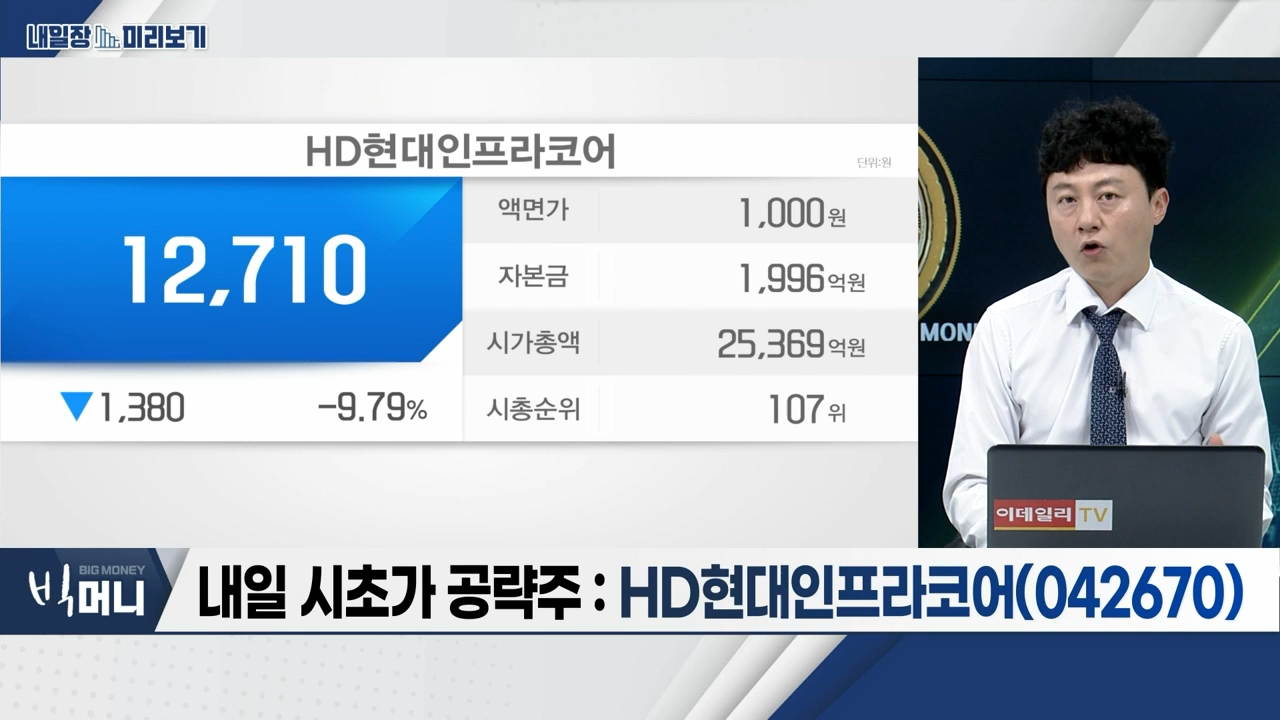 내일장 미리보기
HD현대인프라코어
단위:원
12,710
▼1,380 -9.79%
액면가 1,000원
자본금 1,996억원
시가총액 25,369억원
시총순위 107위
MON
이데일리TV
BIG MONEY
빅머니
내일 시초가 공략주 : HD현대인프라코어(042670)